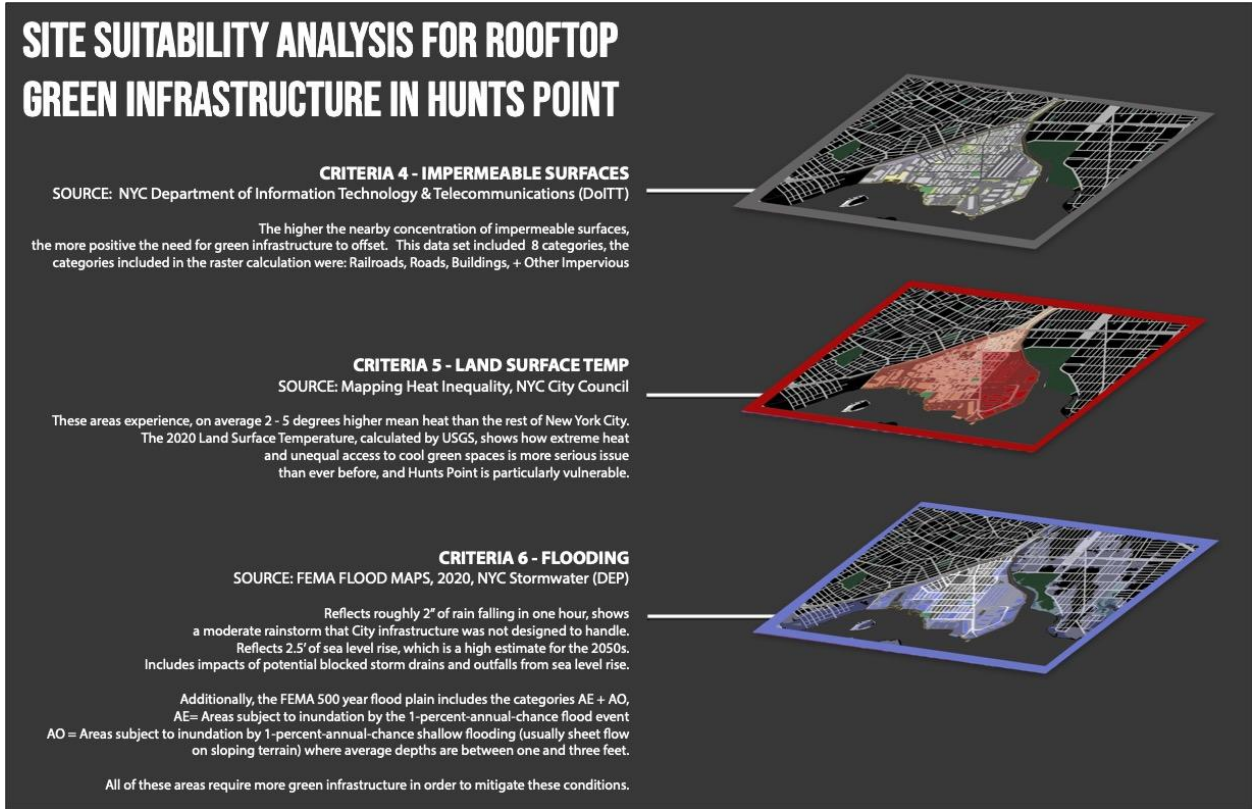 SITE SUITABILITY ANALYSIS FOR ROOFTOP
GREEN INFRASTRUCTURE IN HUNTS POINT
CRITERIA 4 - IMPERMEABLE SURFACES
SOURCE: NYC Department of Information Technology & Telecommunications (DoITT)
The higher the nearby concentration of impermeable surfaces,
the more positive the need for green infrastructure to offset. This data set included 8 categories, the
categories included in the raster calculation were: Railroads, Roads, Buildings, + Other Impervious
CRITERIA 5 - LAND SURFACE TEMP
SOURCE: Mapping Heat Inequality, NYC City Council
These areas experience, on average 2 - 5 degrees higher mean heat than the rest of New York City.
The 2020 Land Surface Temperature, calculated by USGS, shows how extreme heat
and unequal access to cool green spaces is more serious issue
than ever before, and Hunts Point is particularly vulnerable.
CRITERIA 6 - FLOODING
SOURCE: FEMA FLOOD MAPS, 2020, NYC Stormwater (DEP)
Reflects roughly 2" of rain falling in one hour, shows
a moderate rainstorm that City infrastructure was not designed to handle.
Reflects 2.5' of sea level rise, which is a high estimate for the 2050s.
Includes impacts of potential blocked storm drains and outfalls from sea level rise.
Additionally, the FEMA 500 year flood plain includes the categories AE + AO,
AE= Areas subject to inundation by the 1-percent-annual-chance flood event
AO = Areas subject to inundation by 1-percent-annual-chance shallow flooding (usually sheet flow
on sloping terrain) where average depths are between one and three feet.
All of these areas require more green infrastructure in order to mitigate these conditions.